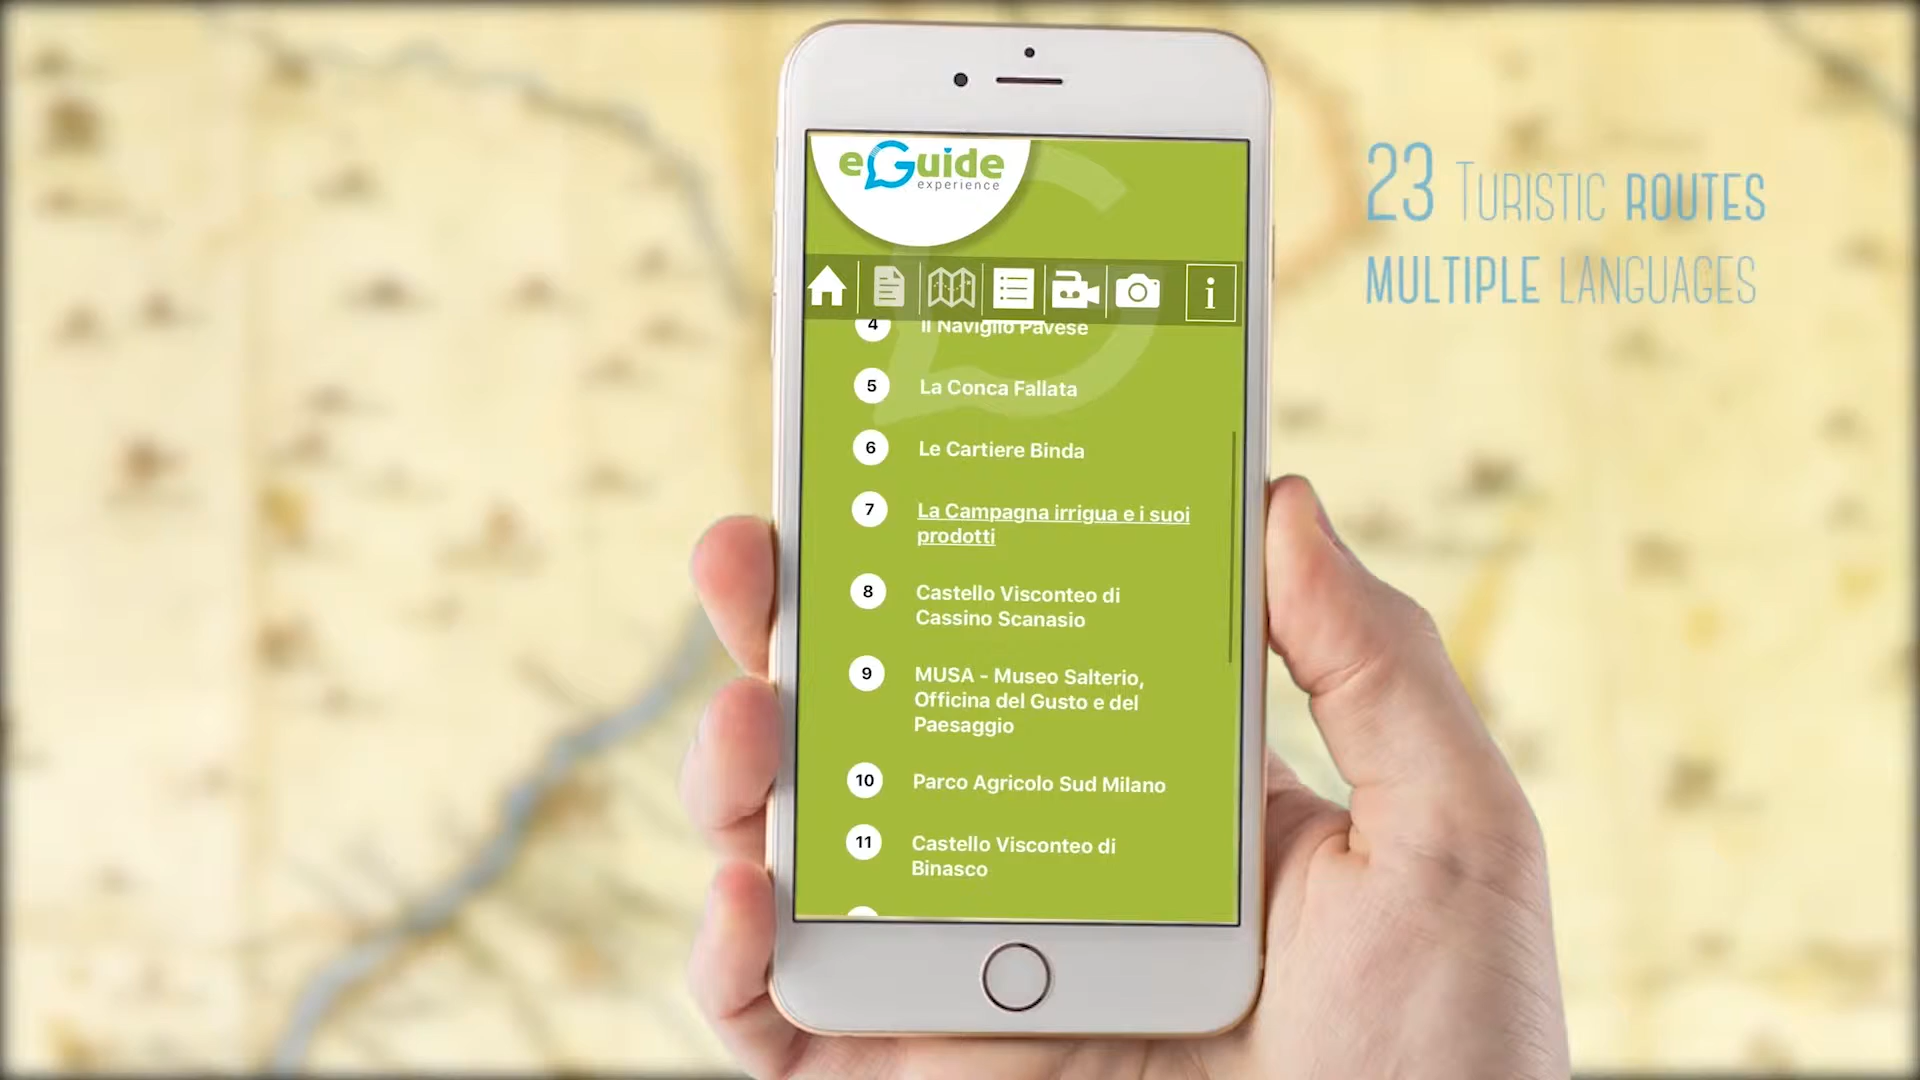 eGuide
experience
23 Turistic ROUTES
MULTIPLE LANGUAGES
i
4 Il Naviglio Pavese
5 La Conca Fallata
6 Le Cartiere Binda
7 La Campagna irrigua e i suoi
prodotti
8 Castello Visconteo di
Cassino Scanasio
9 MUSA - Museo Salterio,
Officina del Gusto e del
Paesaggio
10 Parco Agricolo Sud Milano
11 Castello Visconteo di
Binasco